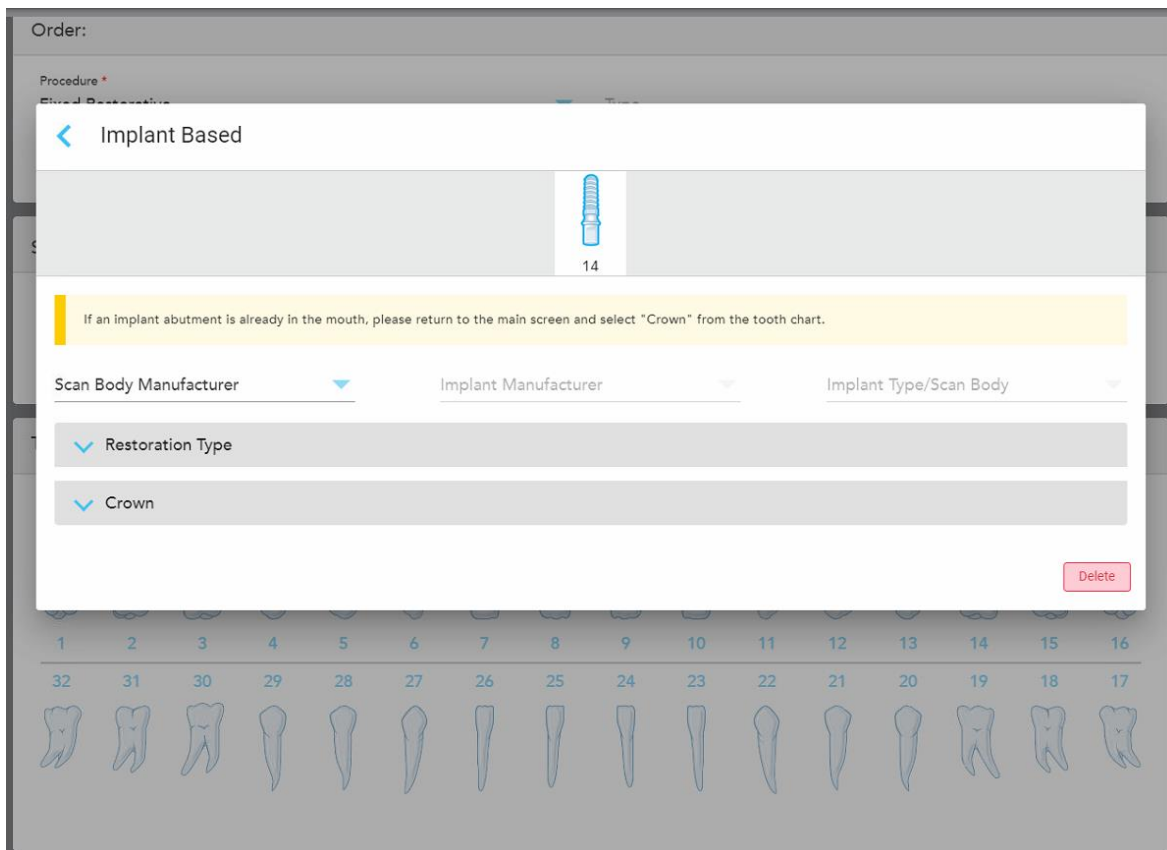 Order:
Procedure *
Fixed Restorative
Type
Implant Based
14
If an implant abutment is already in the mouth, please return to the main screen and select "Crown" from the tooth chart.
Scan Body Manufacturer Implant Manufacturer Implant Type/Scan Body
Restoration Type
Crown
Delete
1 2 3 4 5 6 7 8 9 10 11 12 13 14 15 16
32 31 30 29 28 27 26 25 24 23 22 21 20 19 18 17